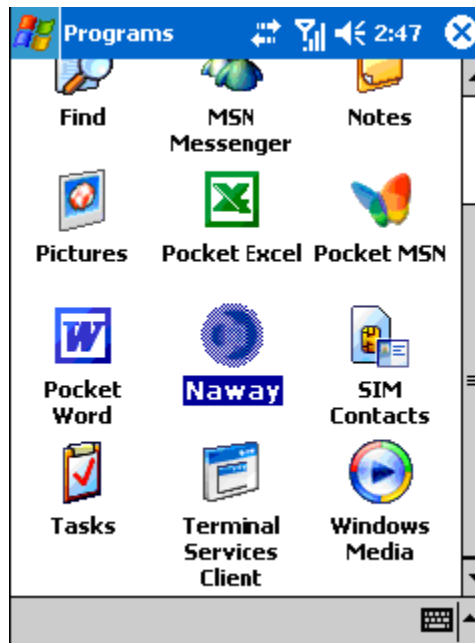 Programs 2:47
Find MSN Messenger Notes
Pictures Pocket Excel Pocket MSN
Pocket Word Naway SIM Contacts
Tasks Terminal Services Client Windows Media